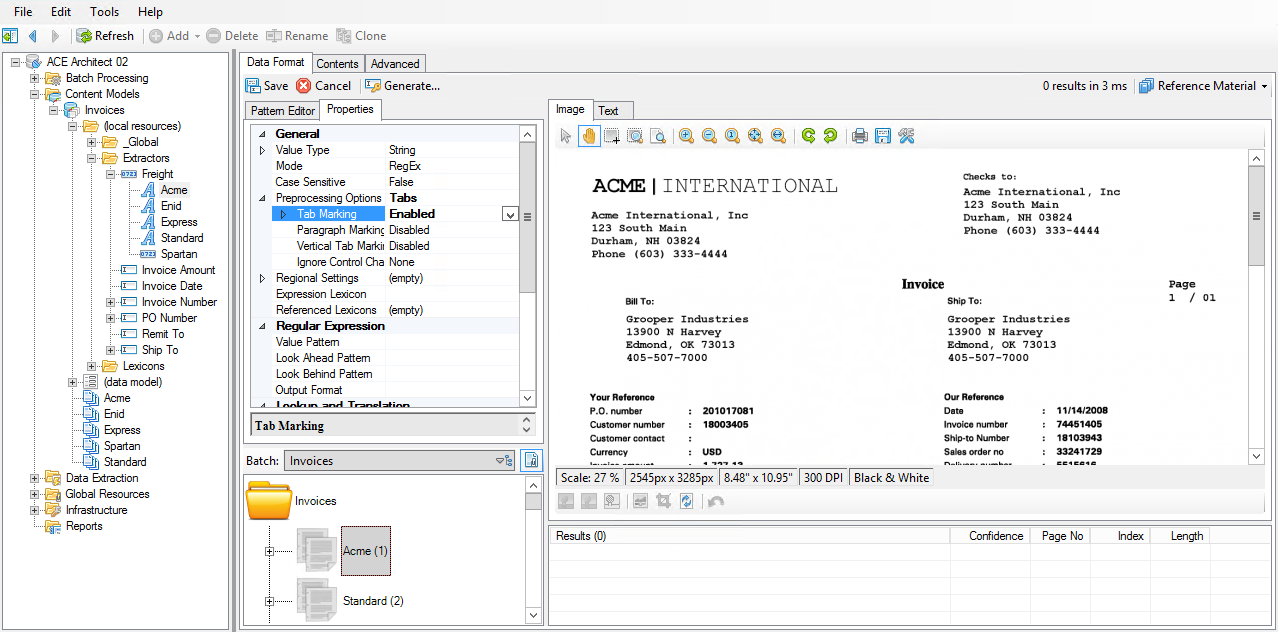 File Edit Tools Help
Refresh Add Delete Rename Clone
ACE Architect 02
Batch Processing
Content Models
Invoices
(local resources)
_Global
Extractors
Freight
Acme
Enid
Express
Standard
Spartan
Invoice Amount
Invoice Date
Invoice Number
PO Number
Remit To
Ship To
Lexicons
(data model)
Acme
Enid
Express
Spartan
Standard
Data Extraction
Global Resources
Infrastructure
Reports
Data Format Contents Advanced
Save Cancel Generate... 0 results in 3 ms Reference Material
Pattern Editor Properties
General
Value Type String
Mode RegEx
Case Sensitive False
Preprocessing Options Tabs
Tab Marking Enabled
Paragraph Marking Disabled
Vertical Tab Markin Disabled
Ignore Control Cha None
Regional Settings (empty)
Expression Lexicon
Referenced Lexicons (empty)
Regular Expression
Value Pattern
Look Ahead Pattern
Look Behind Pattern
Output Format
Lookup and Translation
Tab Marking
Batch: Invoices
Invoices
Acme (1)
Standard (2)
Image Text
ACME | INTERNATIONAL
Acme International, Inc
123 South Main
Durham, NH 03824
Phone (603) 333-4444
Checks to:
Acme International, Inc
123 South Main
Durham, NH 03824
Phone (603) 333-4444
Invoice
Page
1 / 01
Bill To:
Grooper Industries
13900 N Harvey
Edmond, OK 73013
405-507-7000
Ship To:
Grooper Industries
13900 N Harvey
Edmond, OK 73013
405-507-7000
Your Reference
P.O. number : 201017081
Customer number : 18003405
Customer contact :
Currency : USD
Invoice amount : 1,727.13
Our Reference
Date : 11/14/2008
Invoice number : 74451405
Ship-to Number : 18103943
Sales order no : 33241729
Delivery number : 5515616
Scale: 27 % 2545px x 3285px 8.48" x 10.95" 300 DPI Black & White
Results (0) Confidence Page No Index Length